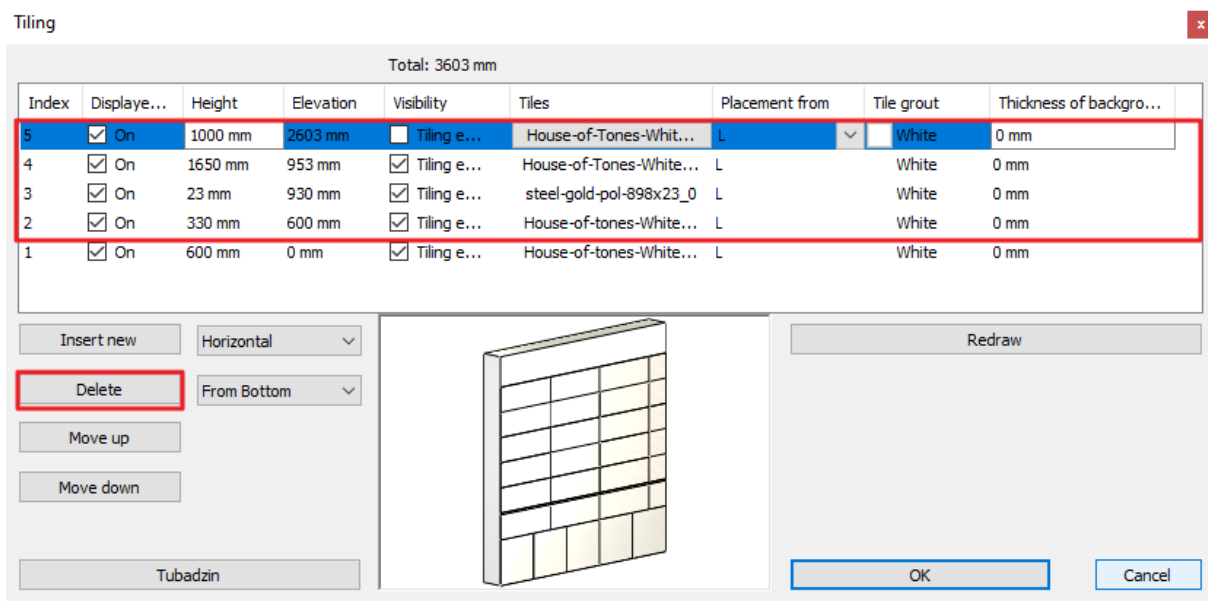 Tiling
x
Total: 3603 mm
Index Displaye... Height Elevation Visibility Tiles Placement from Tile grout Thickness of backgro...
5 On 1000 mm 2603 mm Tiling e... House-of-Tones-Whit... L White 0 mm
4 On 1650 mm 953 mm Tiling e... House-of-Tones-White... L White 0 mm
3 On 23 mm 930 mm Tiling e... steel-gold-pol-898x23_0 L White 0 mm
2 On 330 mm 600 mm Tiling e... House-of-tones-White... L White 0 mm
1 On 600 mm 0 mm Tiling e... House-of-tones-White... L White 0 mm
Insert new Horizontal Redraw
Delete From Bottom
Move up
Move down
Tubadzin OK Cancel